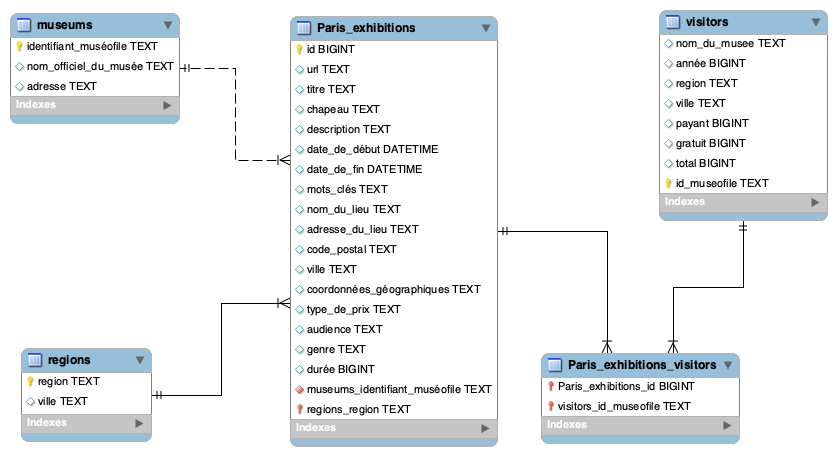 museums
identifiant_muséofile TEXT
nom_officiel_du_musée TEXT
adresse TEXT
Indexes
Paris_exhibitions
id BIGINT
url TEXT
titre TEXT
chapeau TEXT
description TEXT
date_de_début DATETIME
date_de_fin DATETIME
mots_clés TEXT
nom_du_lieu TEXT
adresse_du_lieu TEXT
code_postal TEXT
ville TEXT
coordonnées_géographiques TEXT
type_de_prix TEXT
audience TEXT
genre TEXT
durée BIGINT
museums_identifiant_muséofile TEXT
regions_region TEXT
Indexes
visitors
nom_du_musee TEXT
année BIGINT
region TEXT
ville TEXT
payant BIGINT
gratuit BIGINT
total BIGINT
id_museofile TEXT
Indexes
regions
region TEXT
ville TEXT
Indexes
Paris_exhibitions_visitors
Paris_exhibitions_id BIGINT
visitors_id_museofile TEXT
Indexes